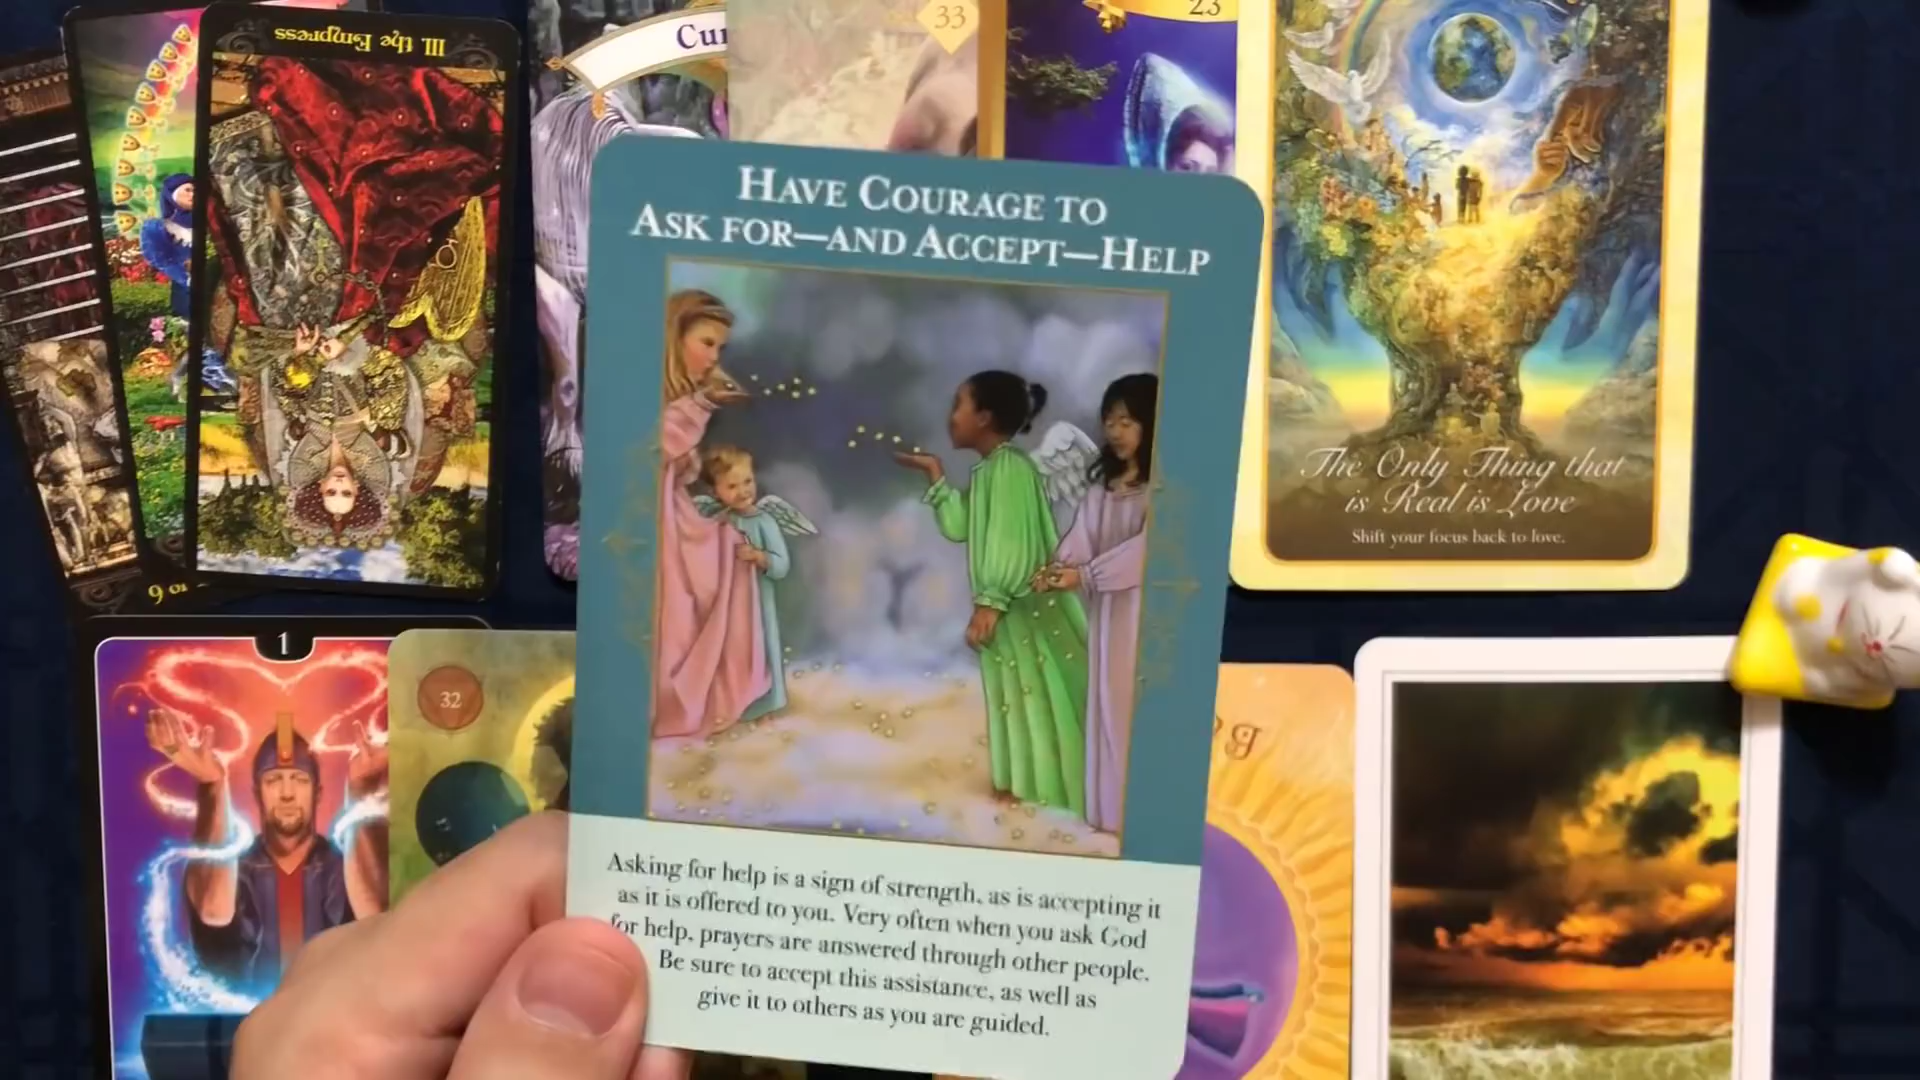 III. the Empress
Cur
33
23
HAVE COURAGE TO
ASK FOR—AND ACCEPT—HELP
The Only Thing that
is Real is Love
Shift your focus back to love.
6 or
1
32
Asking for help is a sign of strength, as is accepting it
as it is offered to you. Very often when you ask God
for help, prayers are answered through other people.
Be sure to accept this assistance, as well as
give it to others as you are guided.